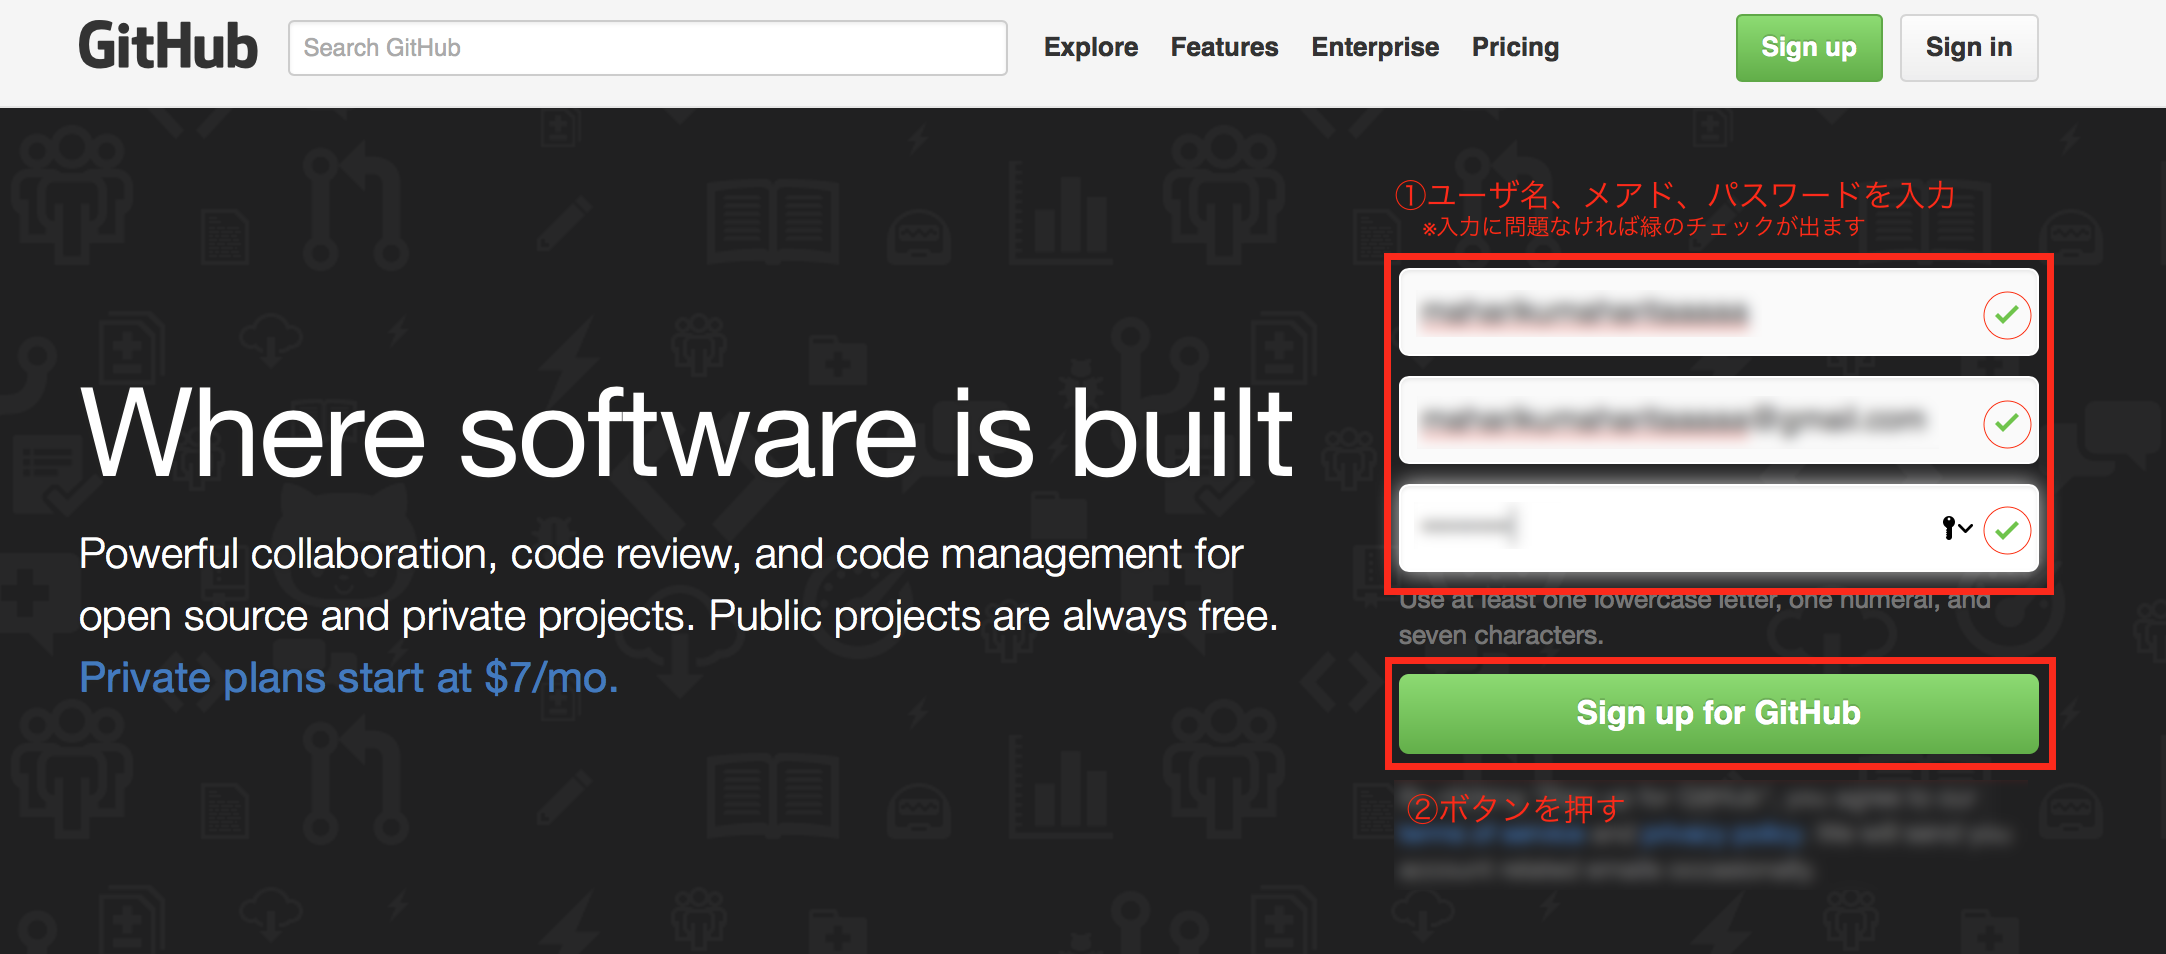 GitHub
Search GitHub
Explore
Features
Enterprise
Pricing
Sign up
Sign in
Where software is built
Powerful collaboration, code review, and code management for
open source and private projects. Public projects are always free.
Private plans start at $7/mo.
①ユーザ名、メアド、パスワードを入力
※入力に問題なければ緑のチェックが出ます
Use at least one lowercase letter, one numeral, and
seven characters.
Sign up for GitHub
②ボタンを押す